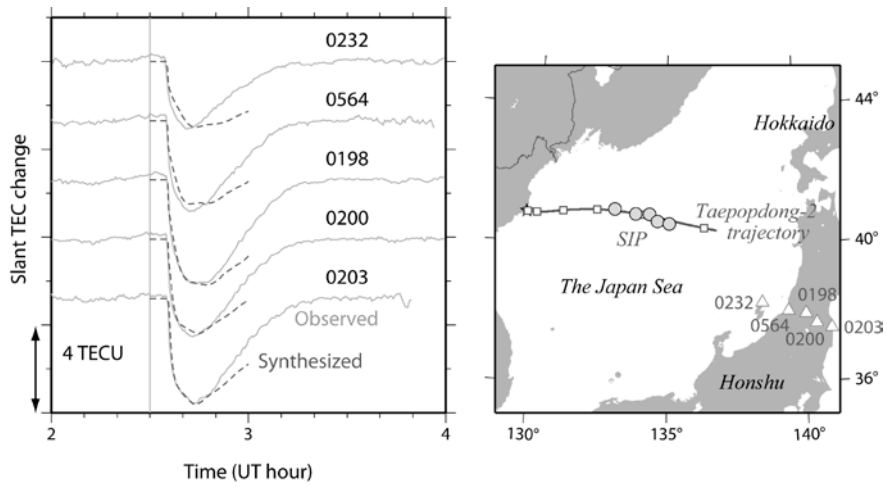 Slant TEC change
0232
0564
0198
0200
0203
Observed
4 TECU
Synthesized
2
3
4
Time (UT hour)
44°
Hokkaido
Taepopdong-2
trajectory
SIP
40°
The Japan Sea
0232
0198
0564
0200
0203
Honshu
36°
130°
135°
140°